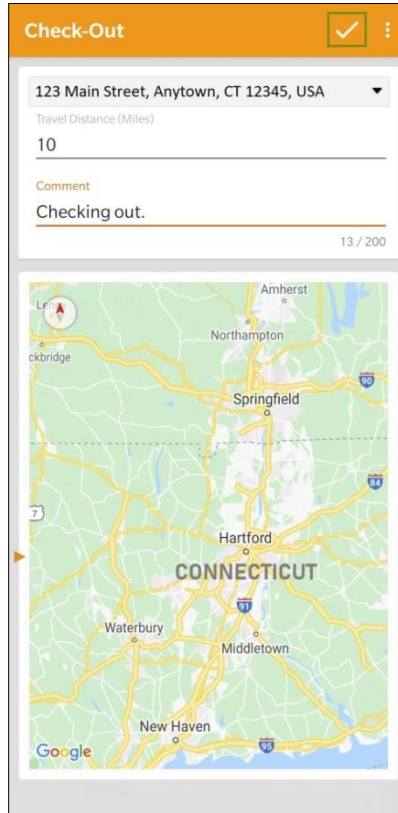 Check-Out
123 Main Street, Anytown, CT 12345, USA
Travel Distance (Miles)
10
Comment
Checking out.
13 / 200
Amherst
Northampton
ckbridge
90
Springfield
84
7
Hartford
CONNECTICUT
91
Waterbury
Middletown
New Haven
95
Google